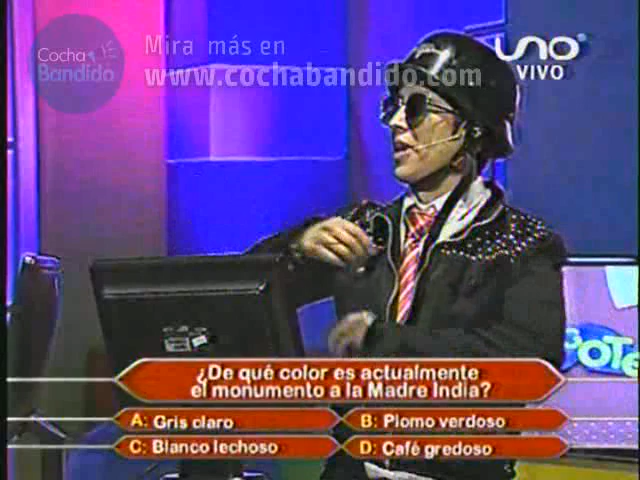 Cocha
Bandido
Mira más en
www.cochabandido.com
uno
VIVO
POTE
¿De qué color es actualmente
el monumento a la Madre India?
A: Gris claro
B: Plomo verdoso
C: Blanco lechoso
D: Café gredoso